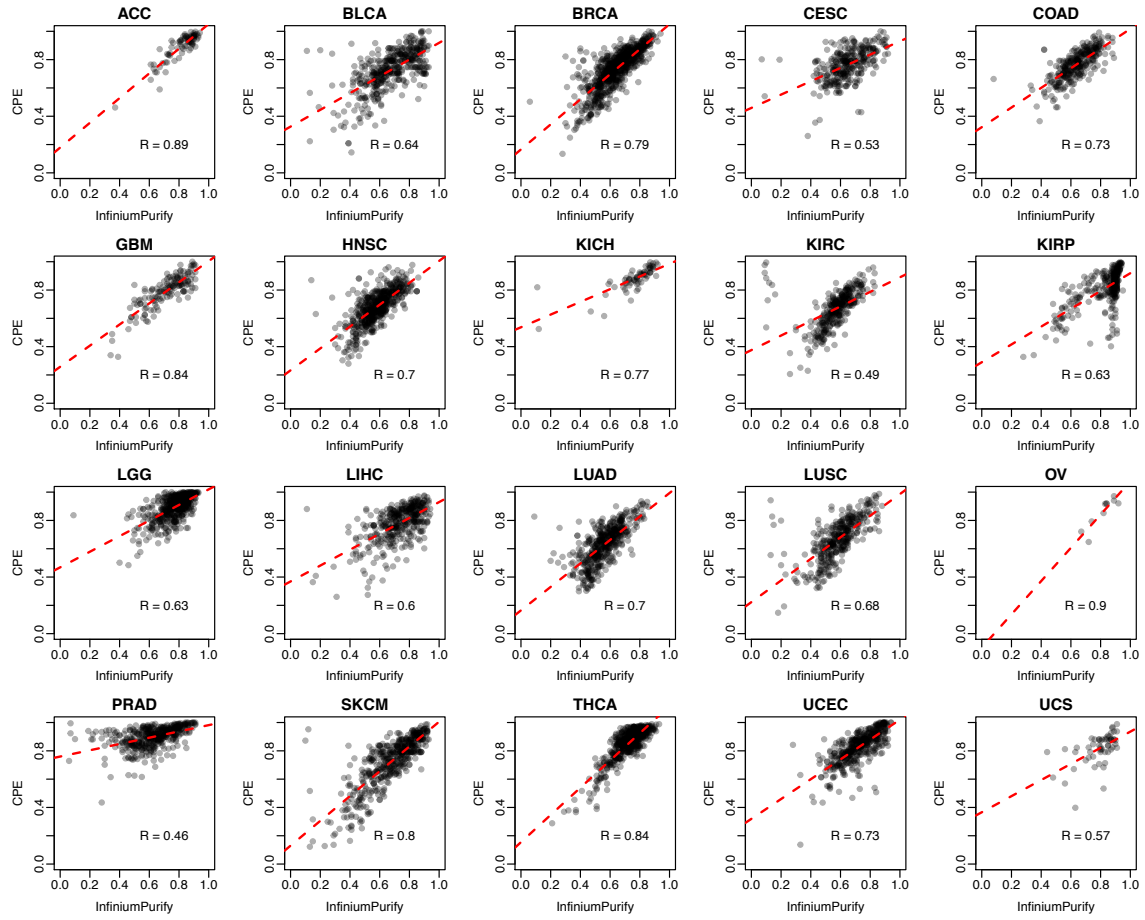 ACC BLCA BRCA CESC COAD
CPE 0.0 0.4 0.8 CPE 0.0 0.4 0.8 CPE 0.0 0.4 0.8 CPE 0.0 0.4 0.8 CPE 0.0 0.4 0.8
R = 0.89 R = 0.64 R = 0.79 R = 0.53 R = 0.73
0.0 0.2 0.4 0.6 0.8 1.0 0.0 0.2 0.4 0.6 0.8 1.0 0.0 0.2 0.4 0.6 0.8 1.0 0.0 0.2 0.4 0.6 0.8 1.0 0.0 0.2 0.4 0.6 0.8 1.0
InfiniumPurify InfiniumPurify InfiniumPurify InfiniumPurify InfiniumPurify
GBM HNSC KICH KIRC KIRP
CPE 0.0 0.4 0.8 CPE 0.0 0.4 0.8 CPE 0.0 0.4 0.8 CPE 0.0 0.4 0.8 CPE 0.0 0.4 0.8
R = 0.84 R = 0.7 R = 0.77 R = 0.49 R = 0.63
0.0 0.2 0.4 0.6 0.8 1.0 0.0 0.2 0.4 0.6 0.8 1.0 0.0 0.2 0.4 0.6 0.8 1.0 0.0 0.2 0.4 0.6 0.8 1.0 0.0 0.2 0.4 0.6 0.8 1.0
InfiniumPurify InfiniumPurify InfiniumPurify InfiniumPurify InfiniumPurify
LGG LIHC LUAD LUSC OV
CPE 0.0 0.4 0.8 CPE 0.0 0.4 0.8 CPE 0.0 0.4 0.8 CPE 0.0 0.4 0.8 CPE 0.0 0.4 0.8
R = 0.63 R = 0.6 R = 0.7 R = 0.68 R = 0.9
0.0 0.2 0.4 0.6 0.8 1.0 0.0 0.2 0.4 0.6 0.8 1.0 0.0 0.2 0.4 0.6 0.8 1.0 0.0 0.2 0.4 0.6 0.8 1.0 0.0 0.2 0.4 0.6 0.8 1.0
InfiniumPurify InfiniumPurify InfiniumPurify InfiniumPurify InfiniumPurify
PRAD SKCM THCA UCEC UCS
CPE 0.0 0.4 0.8 CPE 0.0 0.4 0.8 CPE 0.0 0.4 0.8 CPE 0.0 0.4 0.8 CPE 0.0 0.4 0.8
R = 0.46 R = 0.8 R = 0.84 R = 0.73 R = 0.57
0.0 0.2 0.4 0.6 0.8 1.0 0.0 0.2 0.4 0.6 0.8 1.0 0.0 0.2 0.4 0.6 0.8 1.0 0.0 0.2 0.4 0.6 0.8 1.0 0.0 0.2 0.4 0.6 0.8 1.0
InfiniumPurify InfiniumPurify InfiniumPurify InfiniumPurify InfiniumPurify